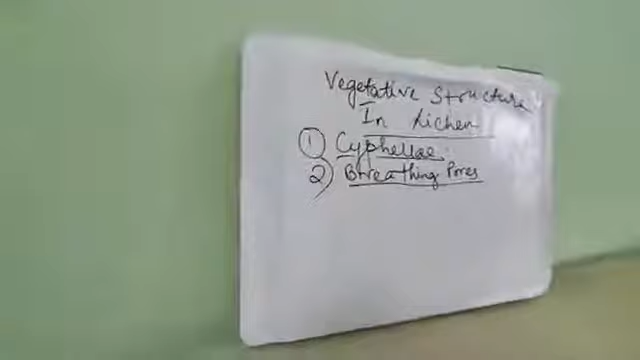 Vegetative Structure
In Lichen
① Cyphellae
2) Breathing Pores